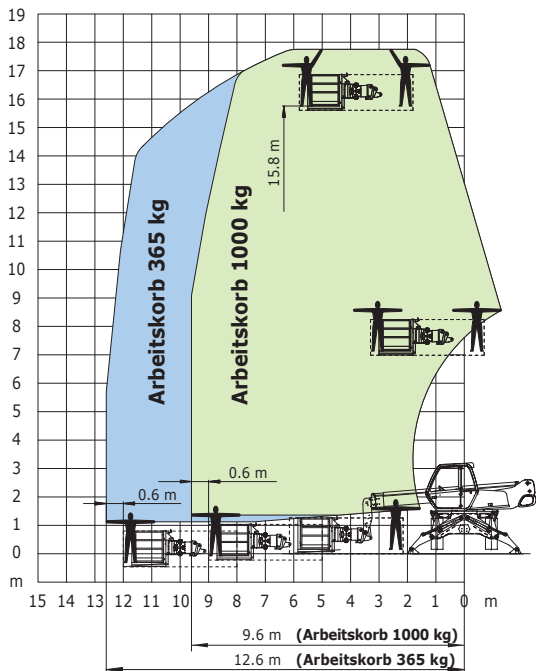 19
18
17
16
15
14
13
12
11
10
9
8
7
6
5
4
3
2
1
0
m
15.8 m
Arbeitskorb 365 kg
Arbeitskorb 1000 kg
0.6 m
0.6 m
15 14 13 12 11 10 9 8 7 6 5 4 3 2 1 0 m
9.6 m (Arbeitskorb 1000 kg)
12.6 m (Arbeitskorb 365 kg)